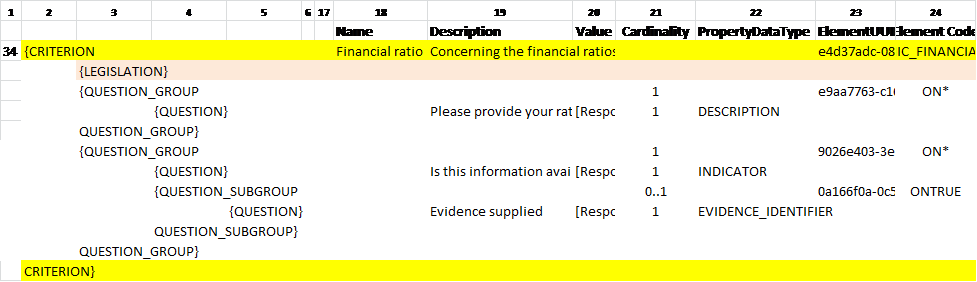 1 2 3 4 5 6 17 18 19 20 21 22 23 24
Name Description Value Cardinality PropertyDataType ElementUUI Element Code
34 {CRITERION Financial ratio Concerning the financial ratios e4d37adc-08 IC_FINANCIA
{LEGISLATION}
{QUESTION_GROUP 1 e9aa7763-c1 ON*
{QUESTION} Please provide your rat [Respc 1 DESCRIPTION
QUESTION_GROUP}
{QUESTION_GROUP 1 9026e403-3e ON*
{QUESTION} Is this information avai [Respc 1 INDICATOR
{QUESTION_SUBGROUP 0..1 0a166f0a-0c5 ONTRUE
{QUESTION} Evidence supplied [Respc 1 EVIDENCE_IDENTIFIER
QUESTION_SUBGROUP}
QUESTION_GROUP}
CRITERION}